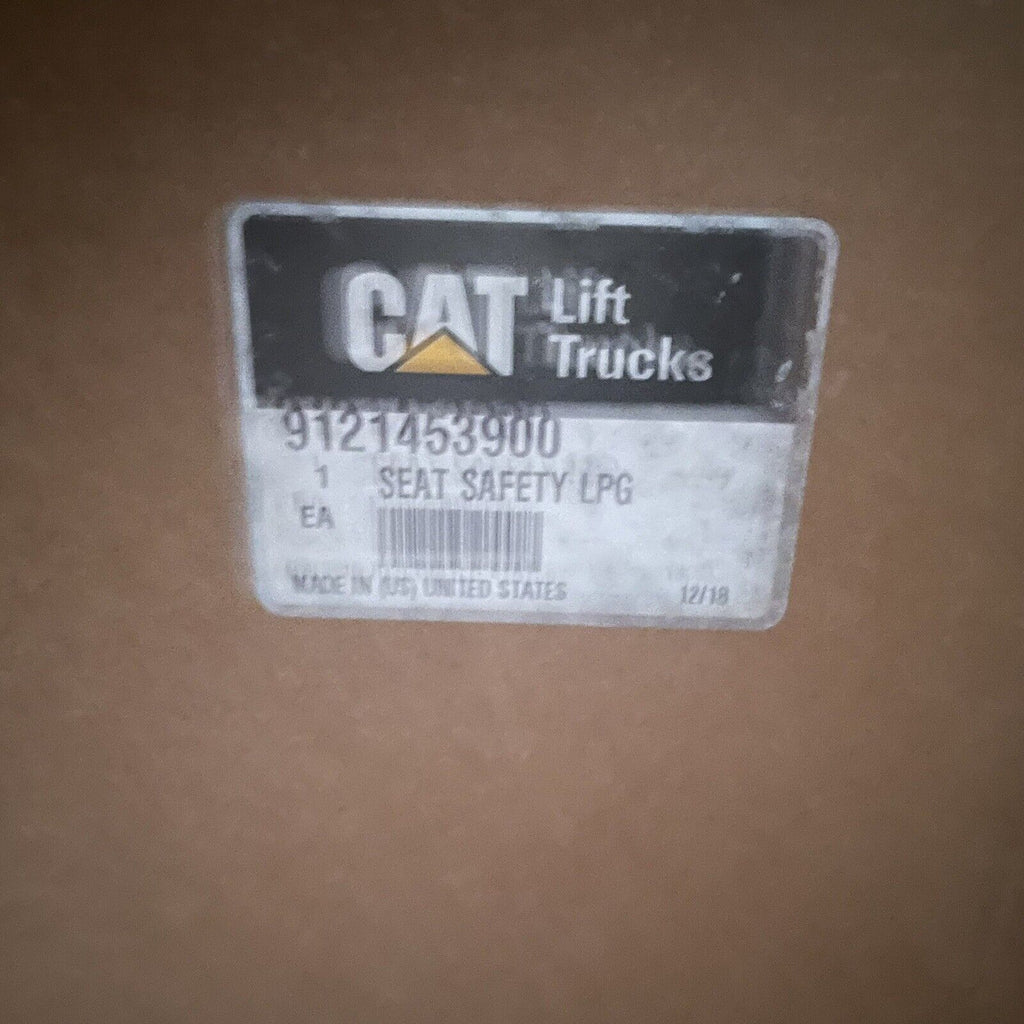 CAT Lift
Trucks
9121453900
1 SEAT SAFETY LPG
EA
MADE IN (US) UNITED STATES 12/18